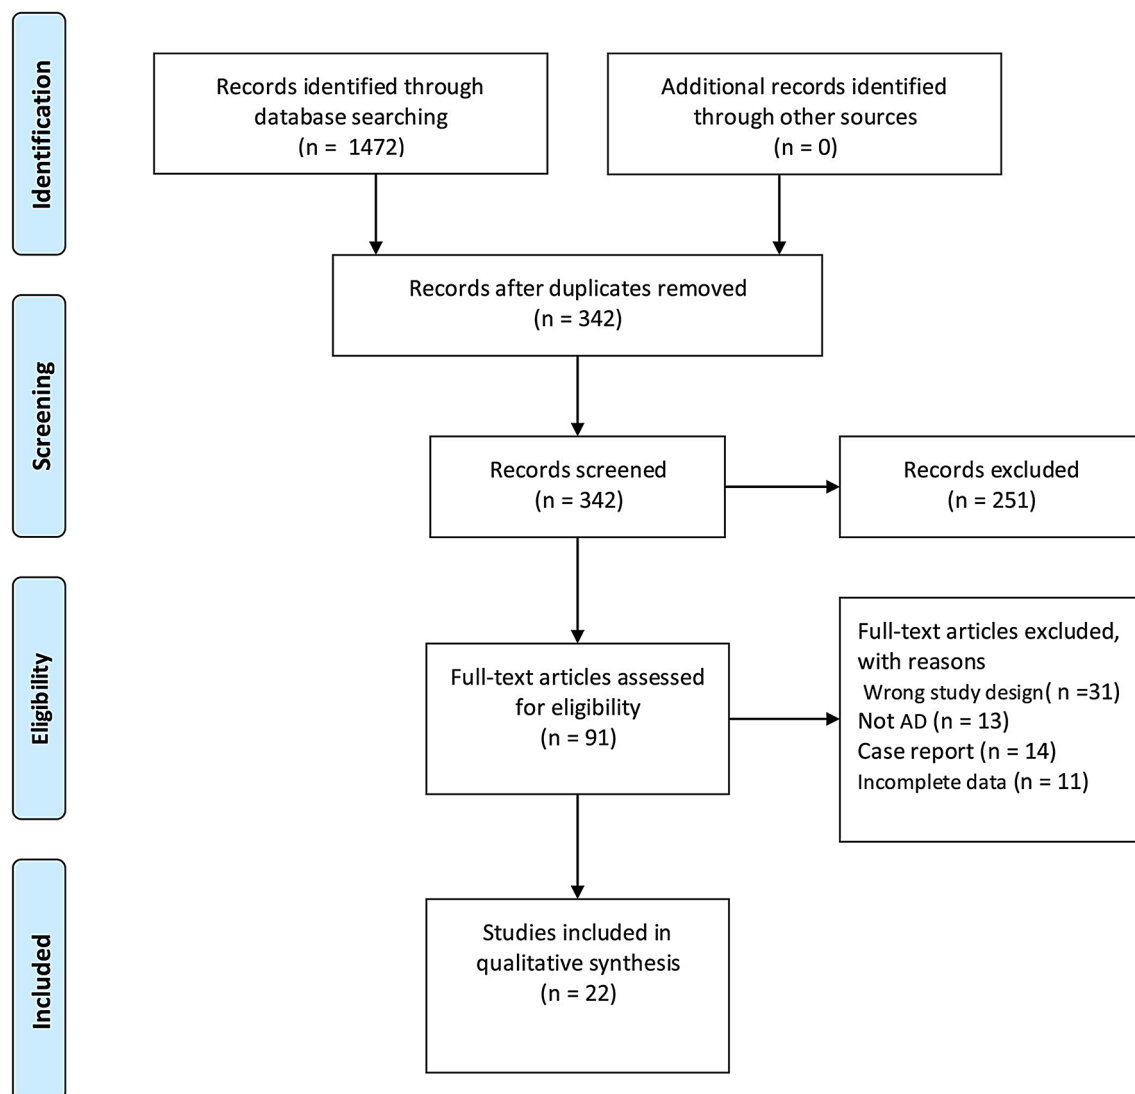 Identification
Records identified through
database searching
(n = 1472)
Additional records identified
through other sources
(n = 0)
Records after duplicates removed
(n = 342)
Screening
Records screened
(n = 342)
Records excluded
(n = 251)
Eligibility
Full-text articles assessed
for eligibility
(n = 91)
Full-text articles excluded,
with reasons
Wrong study design( n =31)
Not AD (n = 13)
Case report (n = 14)
Incomplete data (n = 11)
Included
Studies included in
qualitative synthesis
(n = 22)